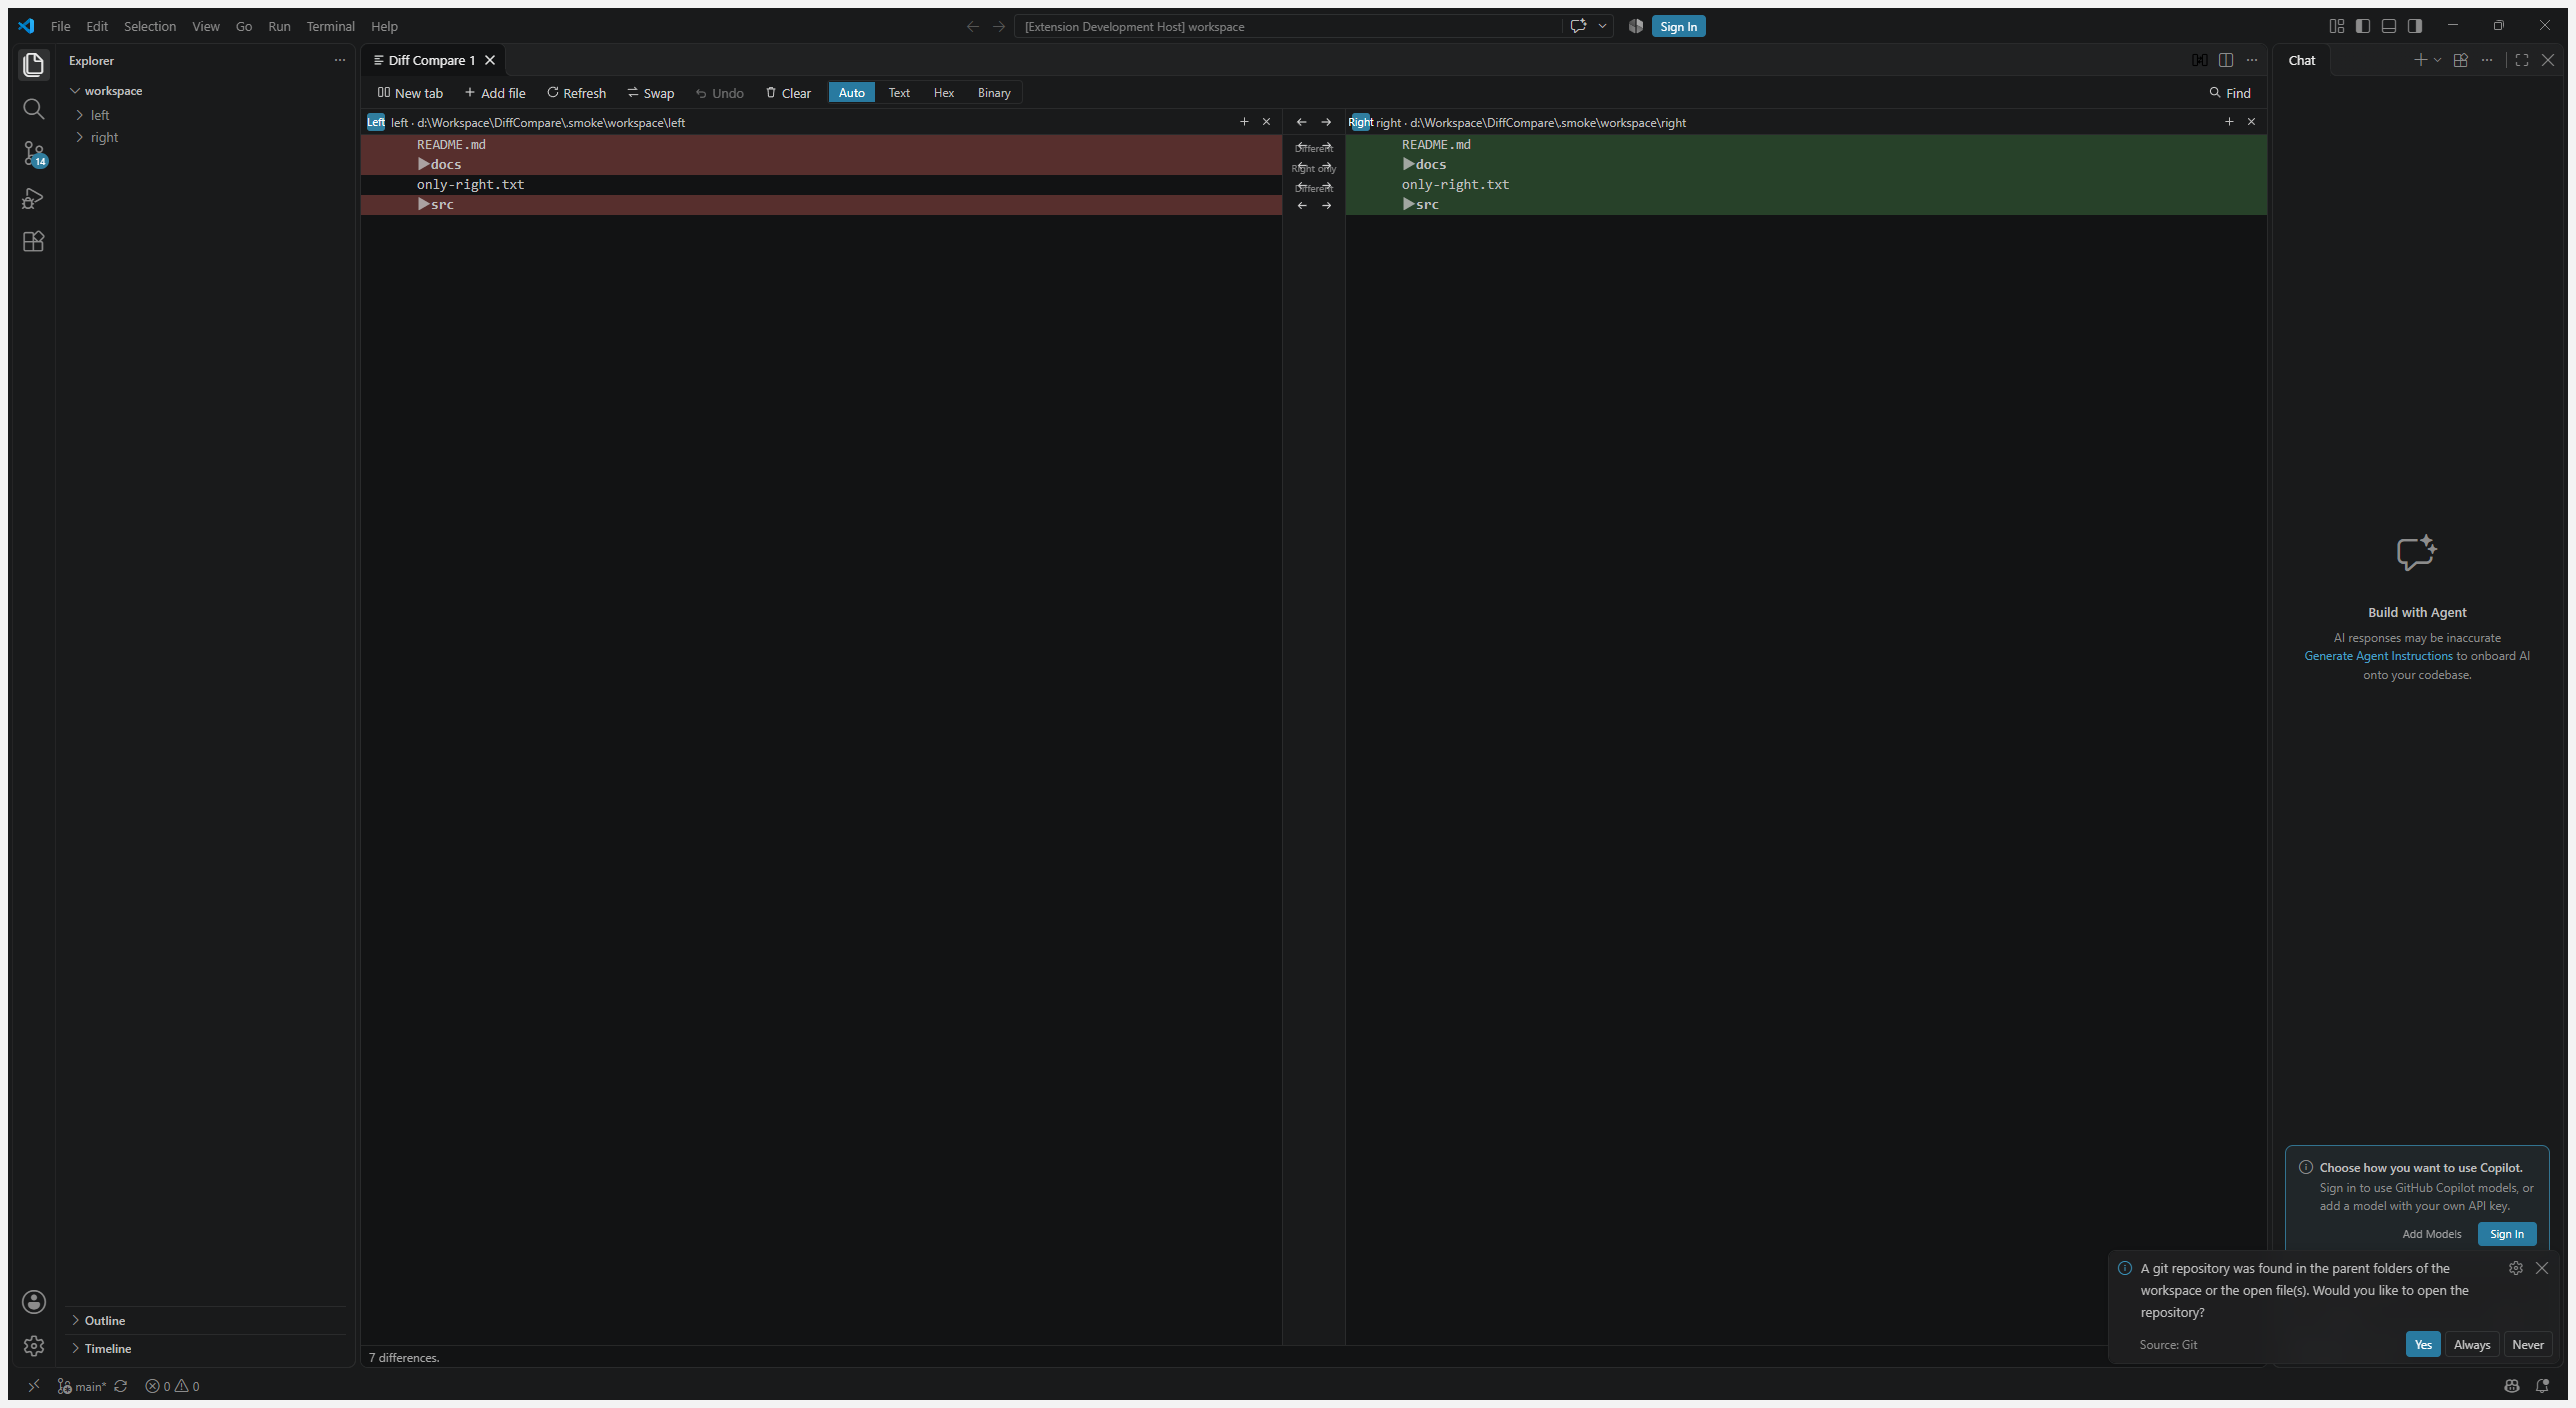 File Edit Selection View Go Run Terminal Help
[Extension Development Host] workspace
Sign In
Explorer
workspace
left
right
14
Diff Compare 1
New tab Add file Refresh Swap Undo Clear Auto Text Hex Binary Find
Left left · d:\Workspace\DiffCompare\.smoke\workspace\left
Right right · d:\Workspace\DiffCompare\.smoke\workspace\right
README.md
docs
only-right.txt
src
Different
Right only
Different
README.md
docs
only-right.txt
src
Chat
Build with Agent
AI responses may be inaccurate
Generate Agent Instructions to onboard AI
onto your codebase.
Choose how you want to use Copilot.
Sign in to use GitHub Copilot models, or
add a model with your own API key.
Add Models Sign In
A git repository was found in the parent folders of the
workspace or the open file(s). Would you like to open the
repository?
Source: Git
Yes Always Never
Outline
Timeline
7 differences.
main* 0 0